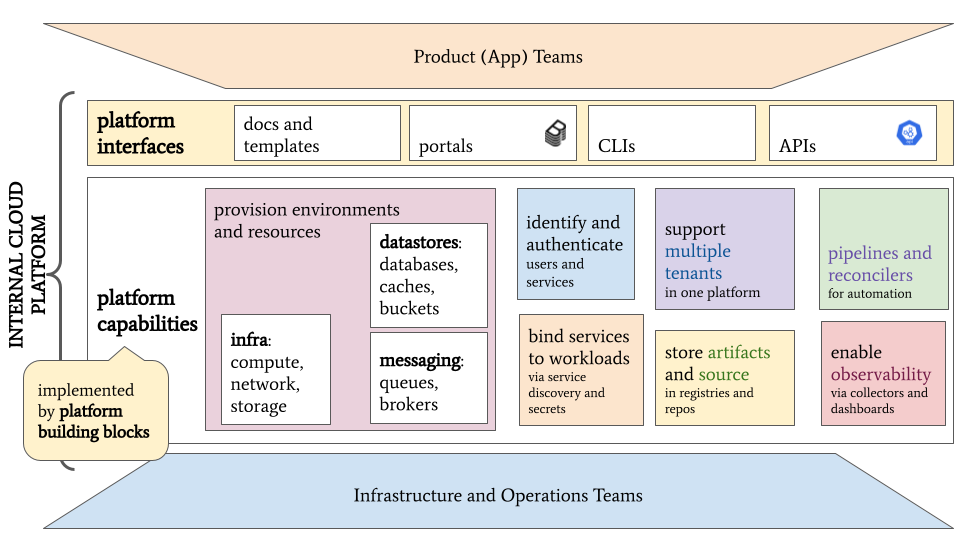 Product (App) Teams
INTERNAL CLOUD
PLATFORM
platform
interfaces
docs and
templates
portals
CLIs
APIs
platform
capabilities
implemented
by platform
building blocks
provision environments
and resources
infra:
compute,
network,
storage
datastores:
databases,
caches,
buckets
messaging:
queues,
brokers
identify and
authenticate
users and
services
bind services
to workloads
via service
discovery and
secrets
support
multiple
tenants
in one platform
store artifacts
and source
in registries and
repos
pipelines and
reconcilers
for automation
enable
observability
via collectors and
dashboards
Infrastructure and Operations Teams